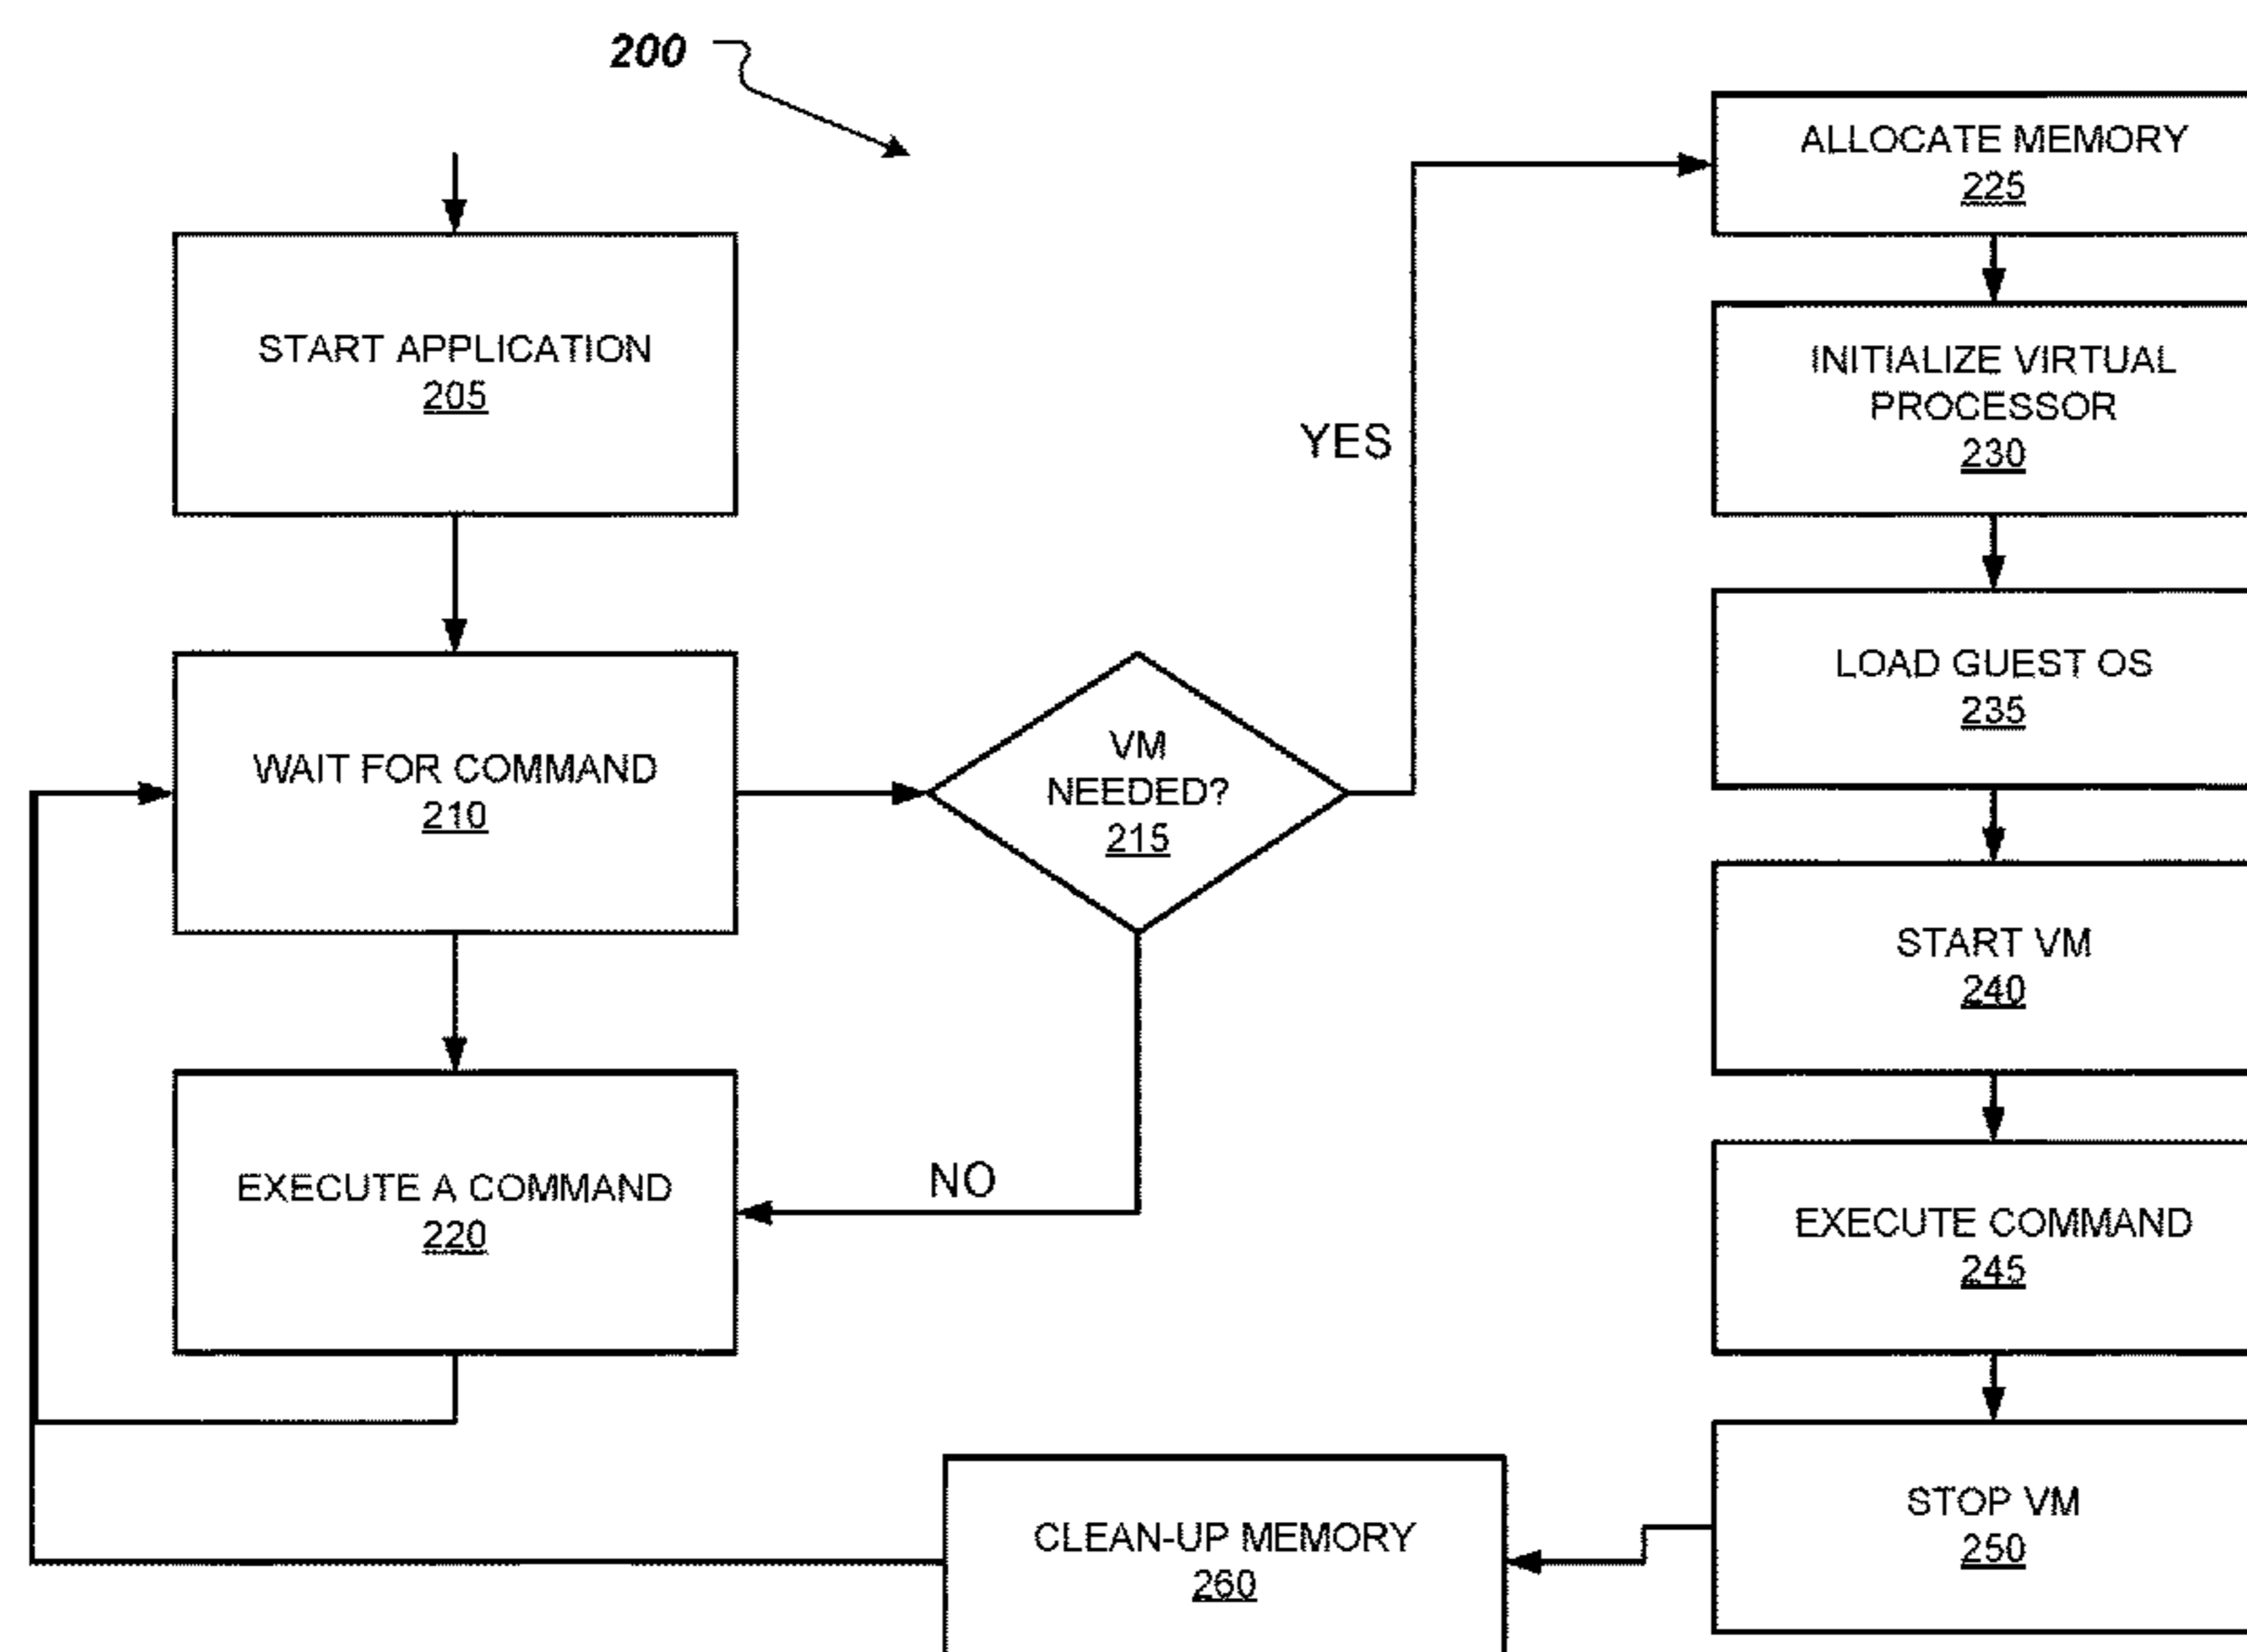 200
START APPLICATION
205
WAIT FOR COMMAND
210
VM
NEEDED?
215
YES
NO
EXECUTE A COMMAND
220
ALLOCATE MEMORY
225
INITIALIZE VIRTUAL
PROCESSOR
230
LOAD GUEST OS
235
START VM
240
EXECUTE COMMAND
245
STOP VM
250
CLEAN-UP MEMORY
260